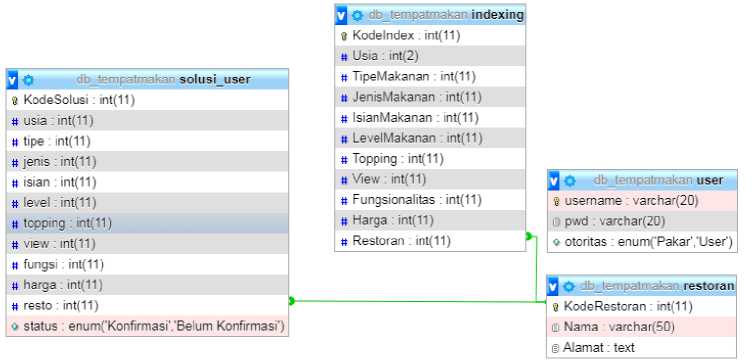 db_tempatmakan solusi_user
KodeSolusi : int(11)
usia : int(11)
tipe : int(11)
jenis : int(11)
isian : int(11)
level : int(11)
topping : int(11)
view : int(11)
fungsi : int(11)
harga : int(11)
resto : int(11)
status : enum('Konfirmasi','Belum Konfirmasi')
db_tempatmakan indexing
KodeIndex : int(11)
Usia : int(2)
TipeMakanan : int(11)
JenisMakanan : int(11)
IsianMakanan : int(11)
LevelMakanan : int(11)
Topping : int(11)
View : int(11)
Fungsionalitas : int(11)
Harga : int(11)
Restoran : int(11)
db_tempatmakan user
username : varchar(20)
pwd : varchar(20)
otoritas : enum('Pakar','User')
db_tempatmakan restoran
KodeRestoran : int(11)
Nama : varchar(50)
Alamat : text